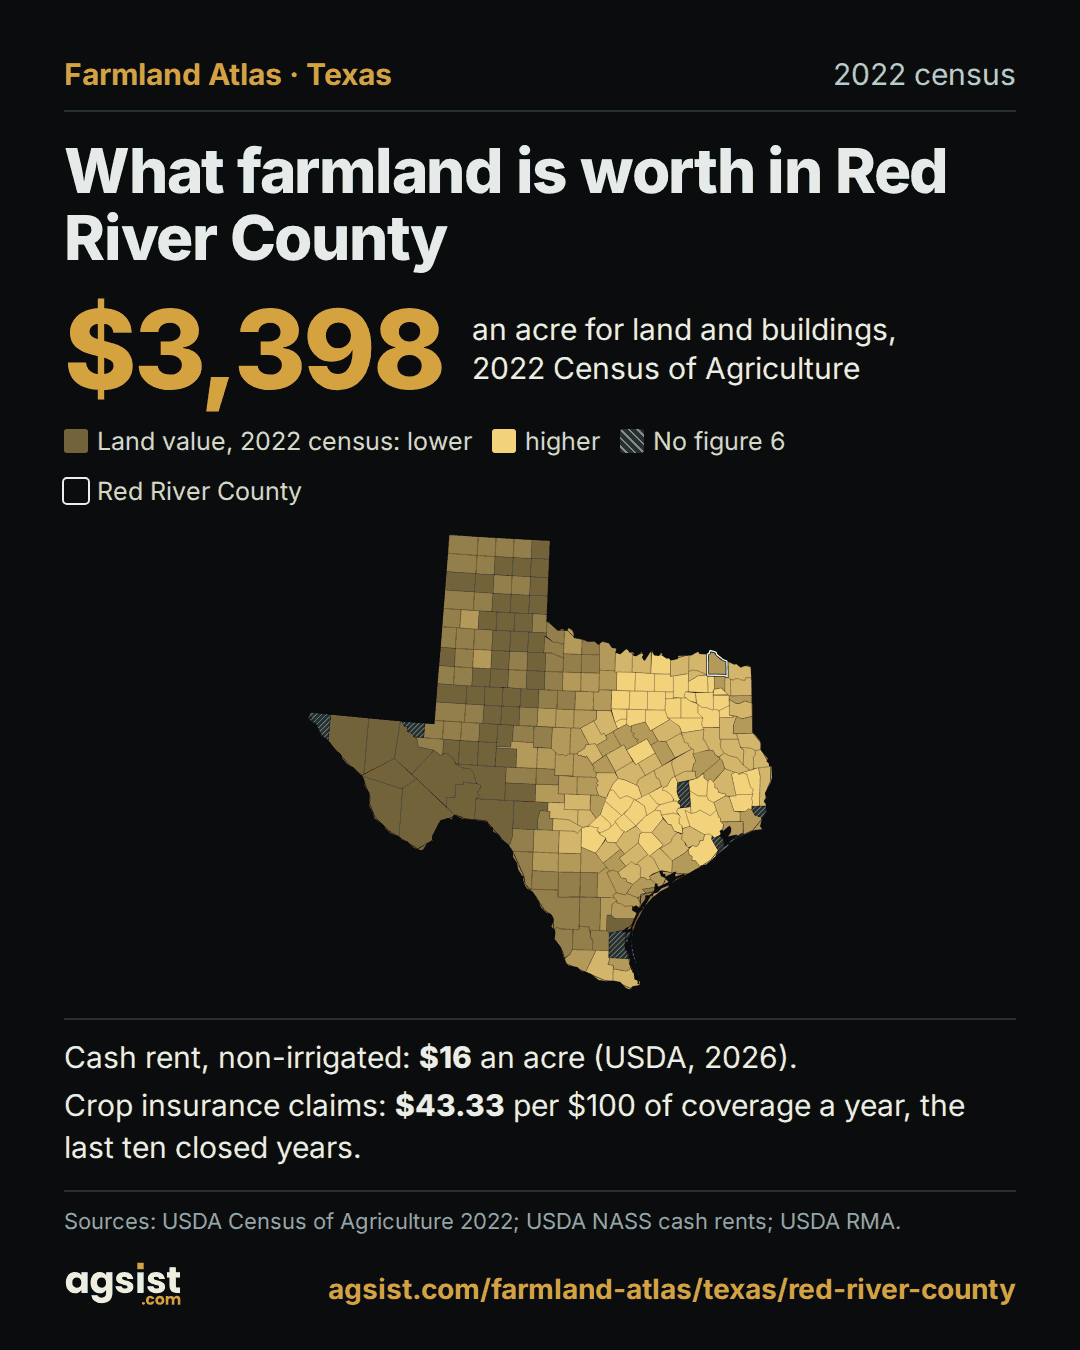 Farmland Atlas · Texas
2022 census
What farmland is worth in Red
River County
$3,398
an acre for land and buildings,
2022 Census of Agriculture
Land value, 2022 census: lower
higher
No figure 6
Red River County
Cash rent, non-irrigated: $16 an acre (USDA, 2026).
Crop insurance claims: $43.33 per $100 of coverage a year, the
last ten closed years.
Sources: USDA Census of Agriculture 2022; USDA NASS cash rents; USDA RMA.
agsist
.com
agsist.com/farmland-atlas/texas/red-river-county